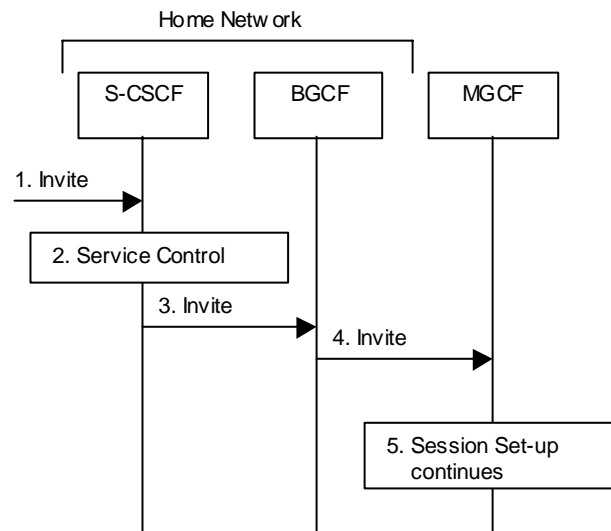 Home Network
S-CSCF
BGCF
MGCF
1. Invite
2. Service Control
3. Invite
4. Invite
5. Session Set-up
continues